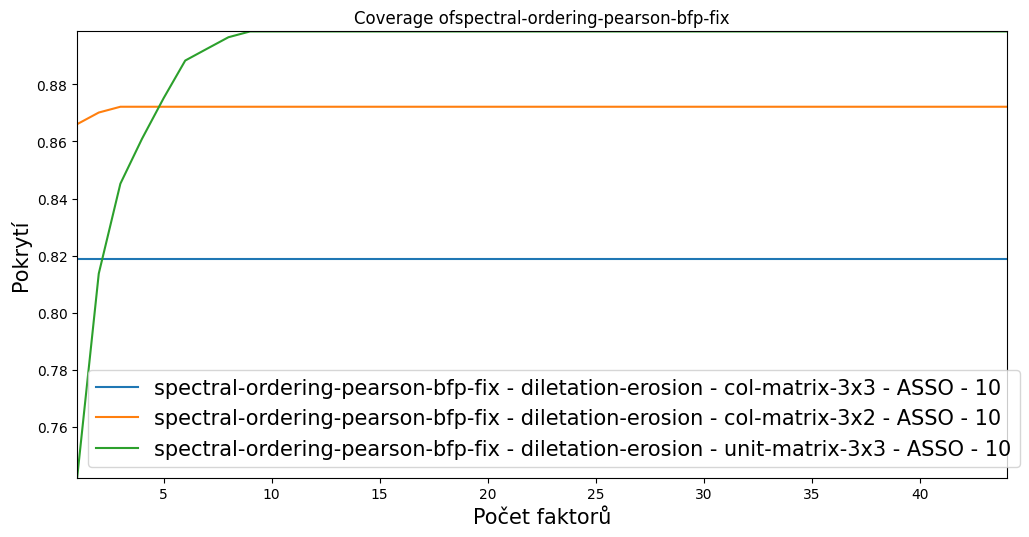 Coverage ofspectral-ordering-pearson-bfp-fix
Pokrytí
0.88
0.86
0.84
0.82
0.80
0.78
0.76
spectral-ordering-pearson-bfp-fix - diletation-erosion - col-matrix-3x3 - ASSO - 10
spectral-ordering-pearson-bfp-fix - diletation-erosion - col-matrix-3x2 - ASSO - 10
spectral-ordering-pearson-bfp-fix - diletation-erosion - unit-matrix-3x3 - ASSO - 10
5 10 15 20 25 30 35 40
Počet faktorů